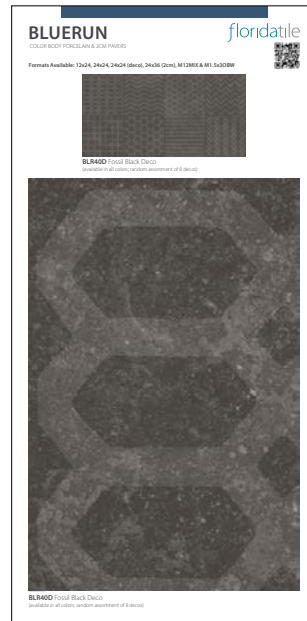 BLUERUN
COLOR BODY PORCELAIN & 2CM PAVERS
floridatile
Formats Available: 12x24, 24x24, 24x24 (deco), 24x36 (2cm), M12MIX & M1.5x3OBW
BLR40D Fossil Black Deco
(available in all colors; random assortment of 8 decos)
BLR40D Fossil Black Deco
(available in all colors; random assortment of 8 decos)